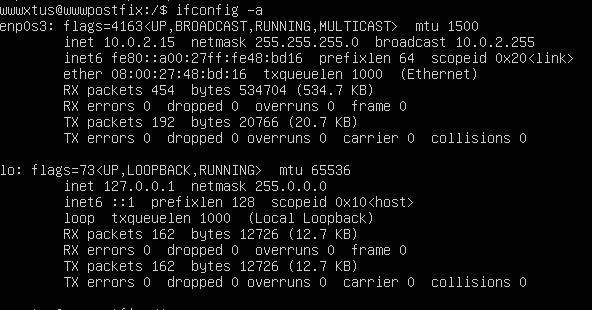 wwwxtus@wwwpostfix:/$ ifconfig -a
enp0s3: flags=4163<UP,BROADCAST,RUNNING,MULTICAST>  mtu 1500
        inet 10.0.2.15  netmask 255.255.255.0  broadcast 10.0.2.255
        inet6 fe80::a00:27ff:fe48:bd16  prefixlen 64  scopeid 0x20<link>
        ether 08:00:27:48:bd:16  txqueuelen 1000  (Ethernet)
        RX packets 454  bytes 534704 (534.7 KB)
        RX errors 0  dropped 0  overruns 0  frame 0
        TX packets 192  bytes 20766 (20.7 KB)
        TX errors 0  dropped 0 overruns 0  carrier 0  collisions 0
lo: flags=73<UP,LOOPBACK,RUNNING>  mtu 65536
        inet 127.0.0.1  netmask 255.0.0.0
        inet6 ::1  prefixlen 128  scopeid 0x10<host>
        loop  txqueuelen 1000  (Local Loopback)
        RX packets 162  bytes 12726 (12.7 KB)
        RX errors 0  dropped 0  overruns 0  frame 0
        TX packets 162  bytes 12726 (12.7 KB)
        TX errors 0  dropped 0 overruns 0  carrier 0  collisions 0